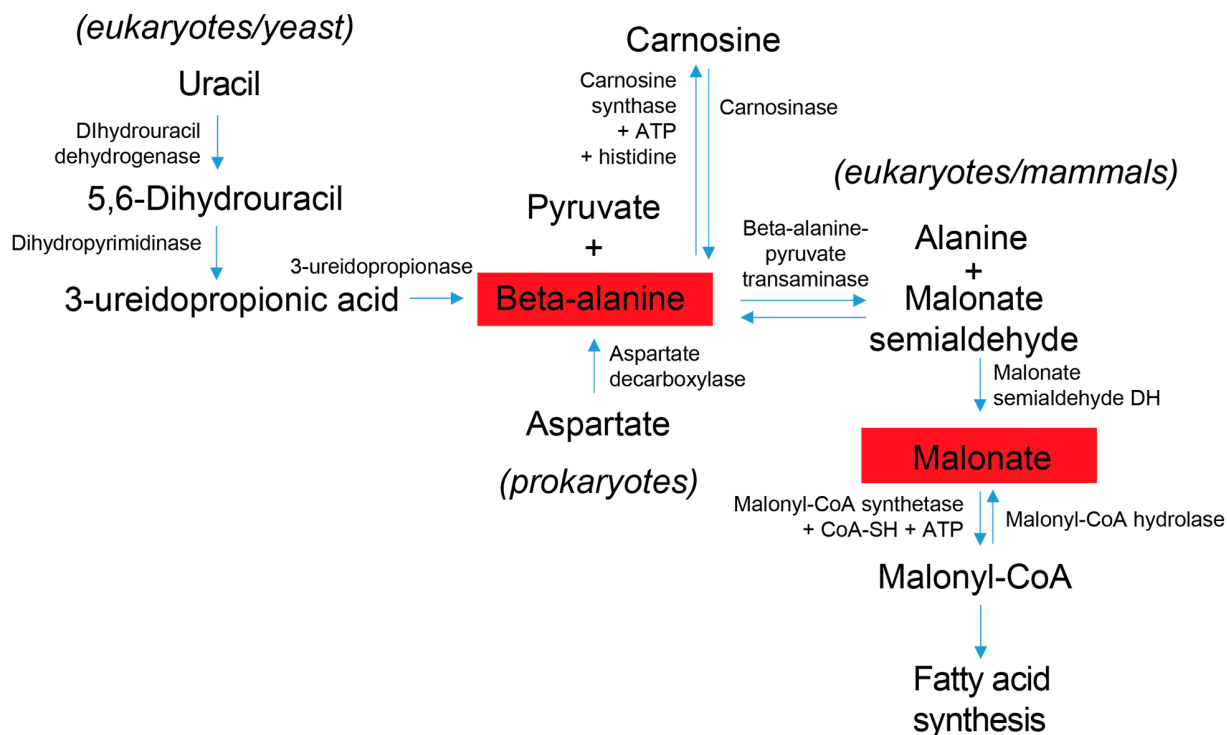 (eukaryotes/yeast)
Uracil
DIhydrouracil
dehydrogenase
5,6-Dihydrouracil
Dihydropyrimidinase
3-ureidopropionic acid
3-ureidopropionase
Carnosine
Carnosine
synthase
+ ATP
+ histidine
Carnosinase
Pyruvate
+
Beta-alanine
Aspartate
decarboxylase
Aspartate
(prokaryotes)
(eukaryotes/mammals)
Beta-alanine-
pyruvate
transaminase
Alanine
+
Malonate
semialdehyde
Malonate
semialdehyde DH
Malonate
Malonyl-CoA synthetase
+ CoA-SH + ATP
Malonyl-CoA hydrolase
Malonyl-CoA
Fatty acid
synthesis